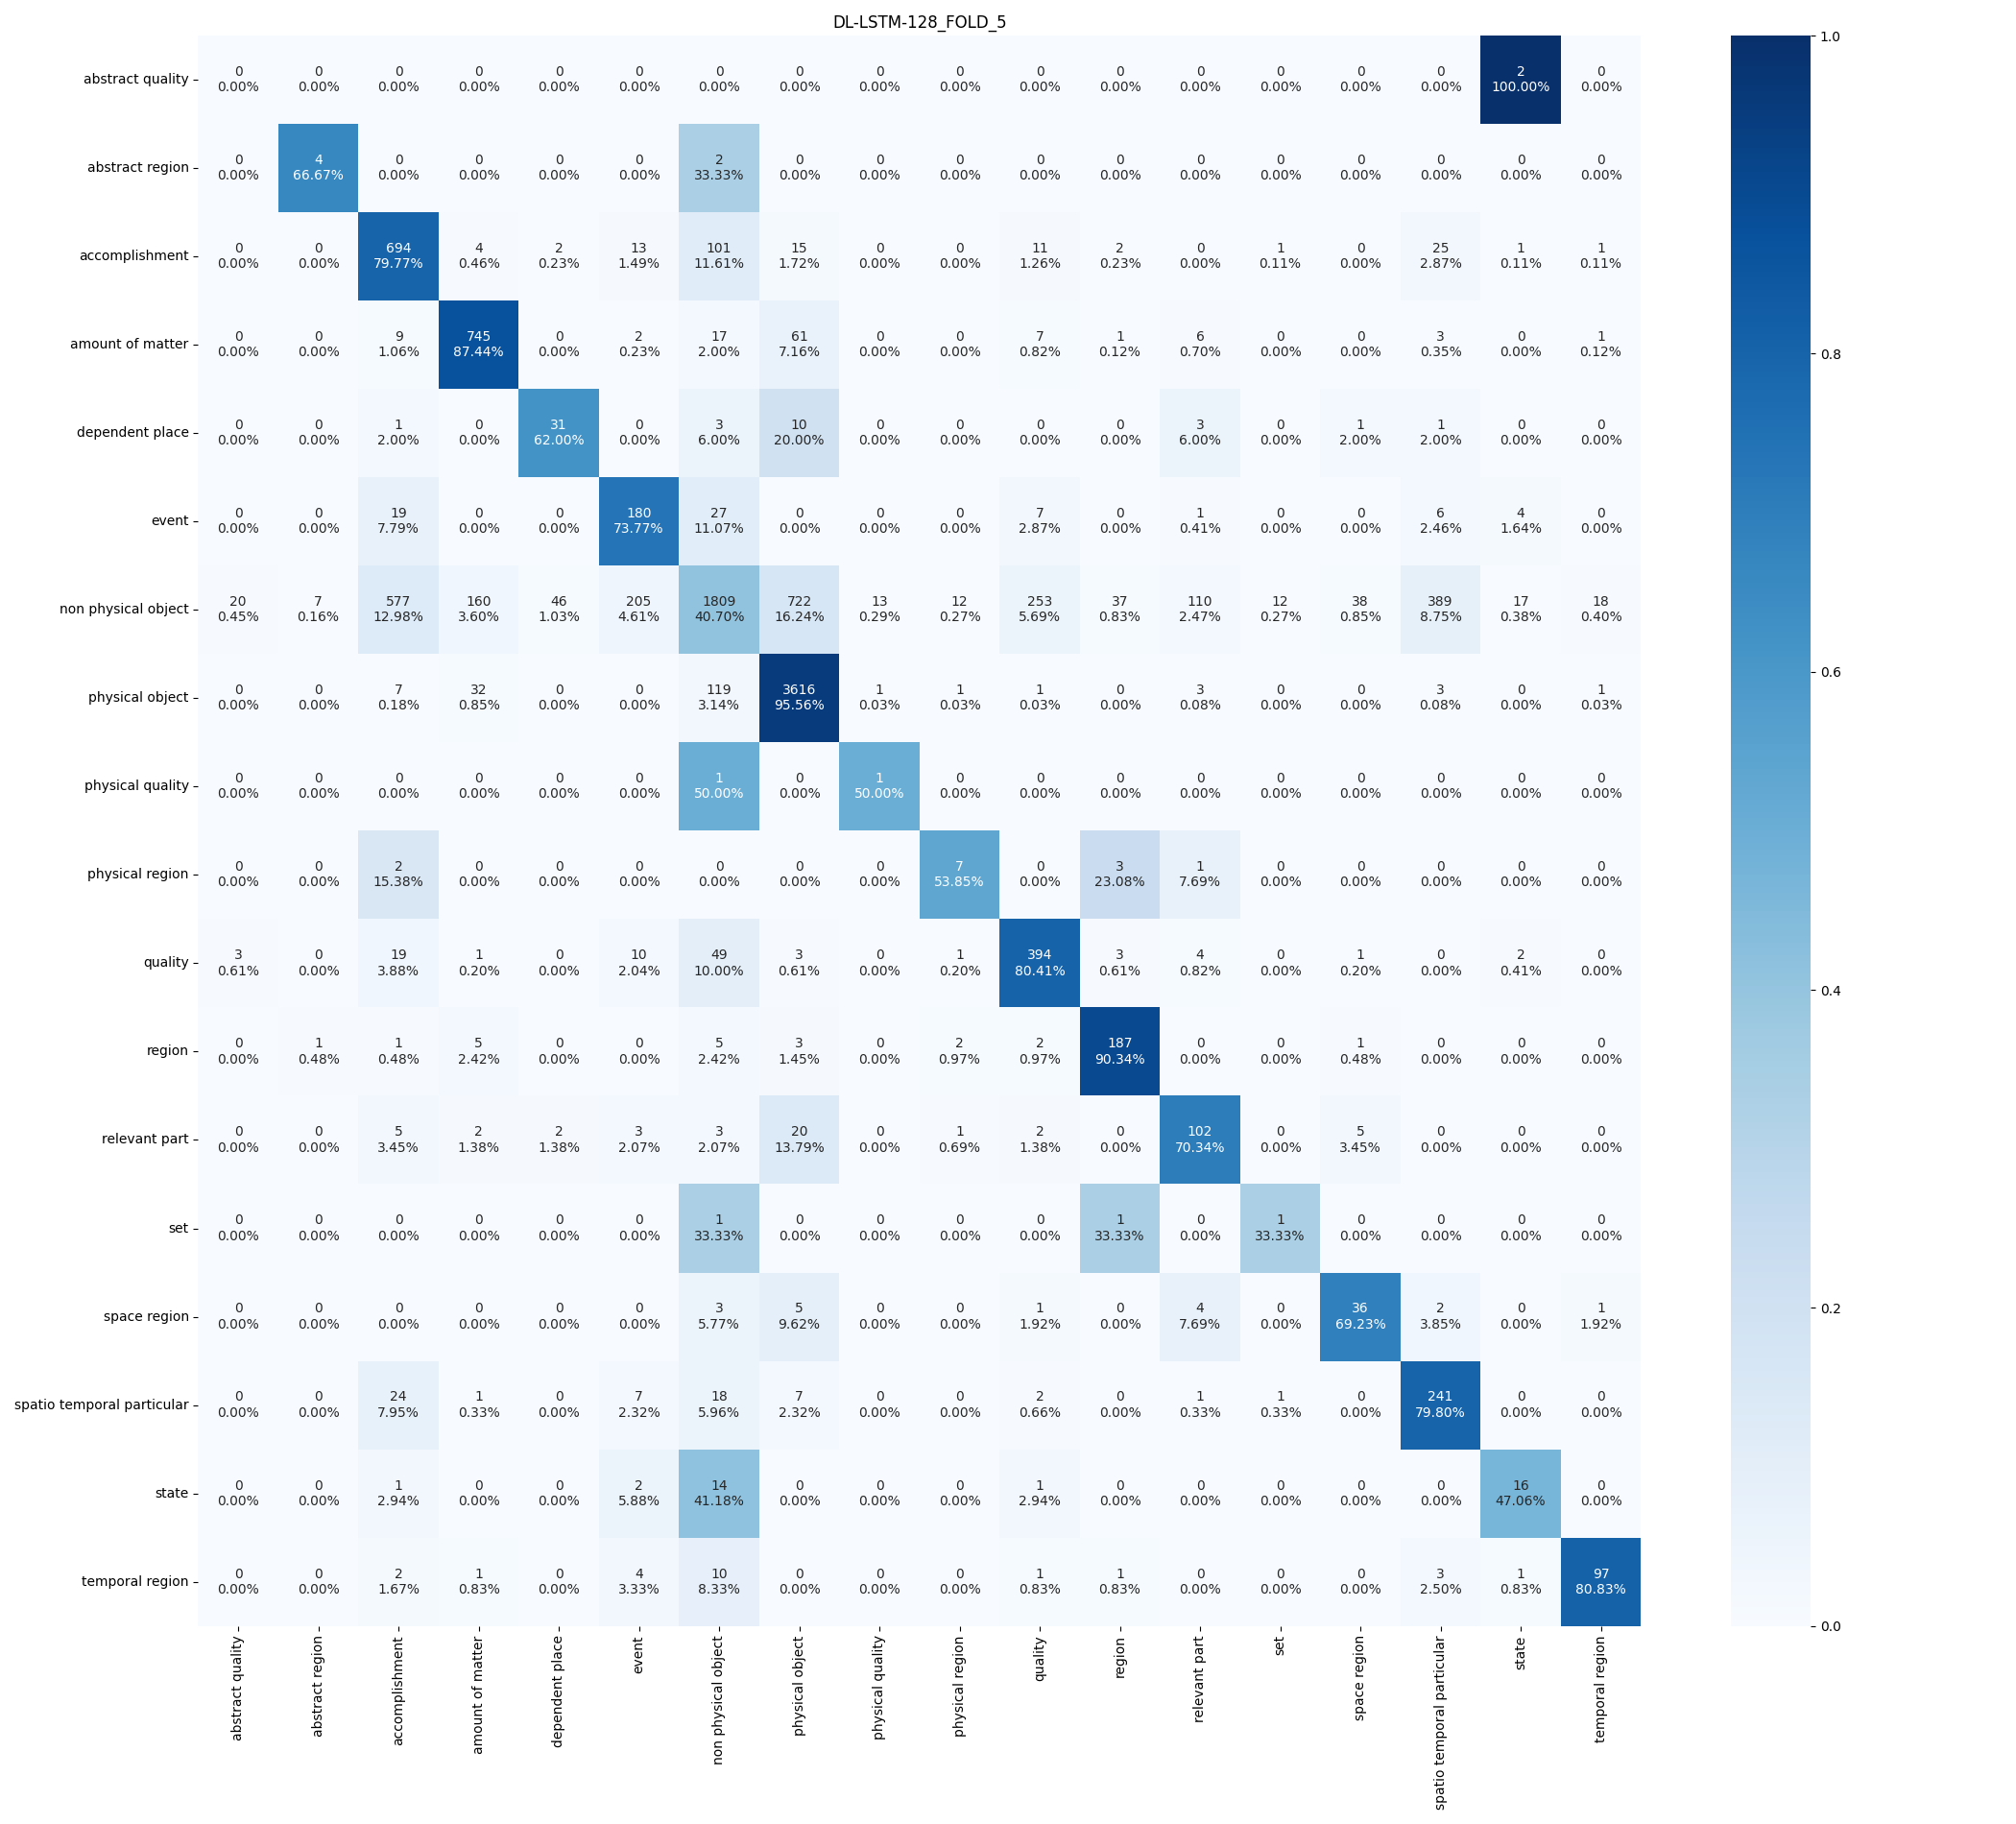 DL-LSTM-128_FOLD_5
abstract quality
0 0 0 0 0 0 0 0 0 0 0 0 0 0 0 0 2 0
0.00% 0.00% 0.00% 0.00% 0.00% 0.00% 0.00% 0.00% 0.00% 0.00% 0.00% 0.00% 0.00% 0.00% 0.00% 0.00% 100.00% 0.00%
abstract region
0 4 0 0 0 0 2 0 0 0 0 0 0 0 0 0 0 0
0.00% 66.67% 0.00% 0.00% 0.00% 0.00% 33.33% 0.00% 0.00% 0.00% 0.00% 0.00% 0.00% 0.00% 0.00% 0.00% 0.00% 0.00%
accomplishment
0 0 694 4 2 13 101 15 0 0 11 2 0 1 0 25 1 1
0.00% 0.00% 79.77% 0.46% 0.23% 1.49% 11.61% 1.72% 0.00% 0.00% 1.26% 0.23% 0.00% 0.11% 0.00% 2.87% 0.11% 0.11%
amount of matter
0 0 9 745 0 2 17 61 0 0 7 1 6 0 0 3 0 1
0.00% 0.00% 1.06% 87.44% 0.00% 0.23% 2.00% 7.16% 0.00% 0.00% 0.82% 0.12% 0.70% 0.00% 0.00% 0.35% 0.00% 0.12%
dependent place
0 0 1 0 31 0 3 10 0 0 0 0 3 0 1 1 0 0
0.00% 0.00% 2.00% 0.00% 62.00% 0.00% 6.00% 20.00% 0.00% 0.00% 0.00% 0.00% 6.00% 0.00% 2.00% 2.00% 0.00% 0.00%
event
0 0 19 0 0 180 27 0 0 0 7 0 1 0 0 6 4 0
0.00% 0.00% 7.79% 0.00% 0.00% 73.77% 11.07% 0.00% 0.00% 0.00% 2.87% 0.00% 0.41% 0.00% 0.00% 2.46% 1.64% 0.00%
non physical object
20 7 577 160 46 205 1809 722 13 12 253 37 110 12 38 389 17 18
0.45% 0.16% 12.98% 3.60% 1.03% 4.61% 40.70% 16.24% 0.29% 0.27% 5.69% 0.83% 2.47% 0.27% 0.85% 8.75% 0.38% 0.40%
physical object
0 0 7 32 0 0 119 3616 1 1 1 0 3 0 0 3 0 1
0.00% 0.00% 0.18% 0.85% 0.00% 0.00% 3.14% 95.56% 0.03% 0.03% 0.03% 0.00% 0.08% 0.00% 0.00% 0.08% 0.00% 0.03%
physical quality
0 0 0 0 0 0 1 0 1 0 0 0 0 0 0 0 0 0
0.00% 0.00% 0.00% 0.00% 0.00% 0.00% 50.00% 0.00% 50.00% 0.00% 0.00% 0.00% 0.00% 0.00% 0.00% 0.00% 0.00% 0.00%
physical region
0 0 2 0 0 0 0 0 0 7 0 3 1 0 0 0 0 0
0.00% 0.00% 15.38% 0.00% 0.00% 0.00% 0.00% 0.00% 0.00% 53.85% 0.00% 23.08% 7.69% 0.00% 0.00% 0.00% 0.00% 0.00%
quality
3 0 19 1 0 10 49 3 0 1 394 3 4 0 1 0 2 0
0.61% 0.00% 3.88% 0.20% 0.00% 2.04% 10.00% 0.61% 0.00% 0.20% 80.41% 0.61% 0.82% 0.00% 0.20% 0.00% 0.41% 0.00%
region
0 1 1 5 0 0 5 3 0 2 2 187 0 0 1 0 0 0
0.00% 0.48% 0.48% 2.42% 0.00% 0.00% 2.42% 1.45% 0.00% 0.97% 0.97% 90.34% 0.00% 0.00% 0.48% 0.00% 0.00% 0.00%
relevant part
0 0 5 2 2 3 3 20 0 1 2 0 102 0 5 0 0 0
0.00% 0.00% 3.45% 1.38% 1.38% 2.07% 2.07% 13.79% 0.00% 0.69% 1.38% 0.00% 70.34% 0.00% 3.45% 0.00% 0.00% 0.00%
set
0 0 0 0 0 0 1 0 0 0 0 1 0 1 0 0 0 0
0.00% 0.00% 0.00% 0.00% 0.00% 0.00% 33.33% 0.00% 0.00% 0.00% 0.00% 33.33% 0.00% 33.33% 0.00% 0.00% 0.00% 0.00%
space region
0 0 0 0 0 0 3 5 0 0 1 0 4 0 36 2 0 1
0.00% 0.00% 0.00% 0.00% 0.00% 0.00% 5.77% 9.62% 0.00% 0.00% 1.92% 0.00% 7.69% 0.00% 69.23% 3.85% 0.00% 1.92%
spatio temporal particular
0 0 24 1 0 7 18 7 0 0 2 0 1 1 0 241 0 0
0.00% 0.00% 7.95% 0.33% 0.00% 2.32% 5.96% 2.32% 0.00% 0.00% 0.66% 0.00% 0.33% 0.33% 0.00% 79.80% 0.00% 0.00%
state
0 0 1 0 0 2 14 0 0 0 1 0 0 0 0 0 16 0
0.00% 0.00% 2.94% 0.00% 0.00% 5.88% 41.18% 0.00% 0.00% 0.00% 2.94% 0.00% 0.00% 0.00% 0.00% 0.00% 47.06% 0.00%
temporal region
0 0 2 1 0 4 10 0 0 0 1 1 0 0 0 3 1 97
0.00% 0.00% 1.67% 0.83% 0.00% 3.33% 8.33% 0.00% 0.00% 0.00% 0.83% 0.83% 0.00% 0.00% 0.00% 2.50% 0.83% 80.83%
abstract quality
abstract region
accomplishment
amount of matter
dependent place
event
non physical object
physical object
physical quality
physical region
quality
region
relevant part
set
space region
spatio temporal particular
state
temporal region
1.0
0.8
0.6
0.4
0.2
0.0